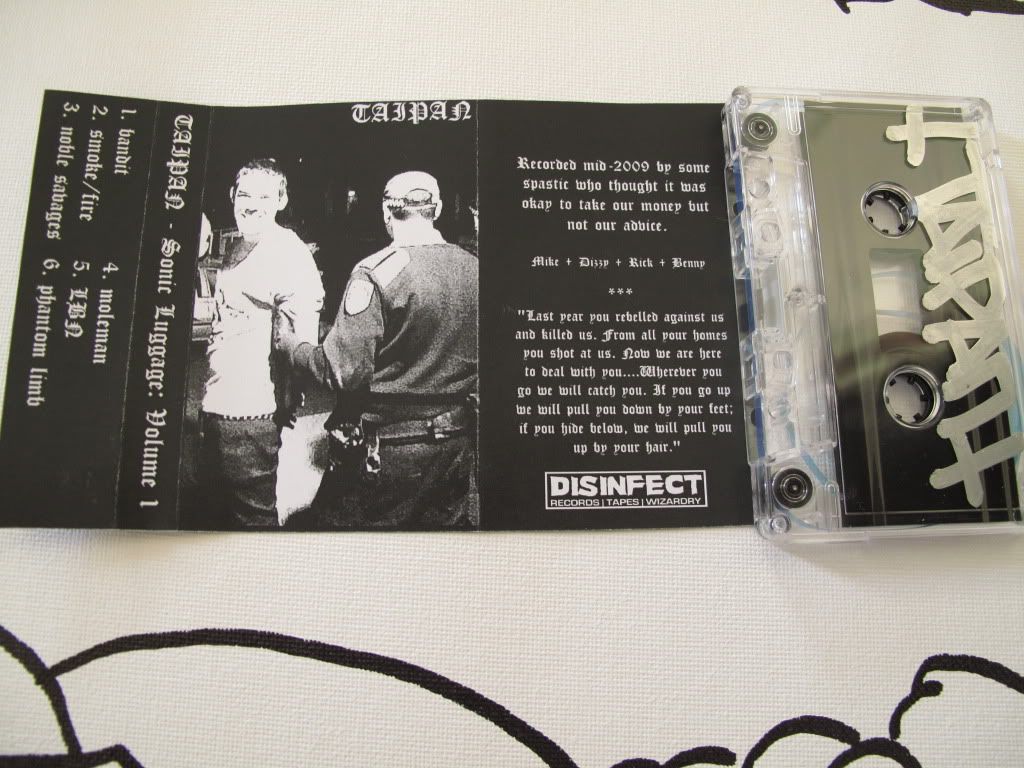 1. bandit
2. smoke/fire
3. noble sabages
4. moleman
5. LBN
6. phantom limb
TAIPAN - Sonic Luggage: Volume 1
TAIPAN
Recorded mid-2009 by some
spastic who thought it was
okay to take our money but
not our advice.
Mike + Dizzy + Rick + Benny
***
"Last year you rebelled against us
and killed us. From all your homes
you shot at us. Now we are here
to deal with you....Wherever you
go we will catch you. If you go up
we will pull you down by your feet;
if you hide below, we will pull you
up by your hair."
DISINFECT
RECORDS | TAPES | WIZARDRY